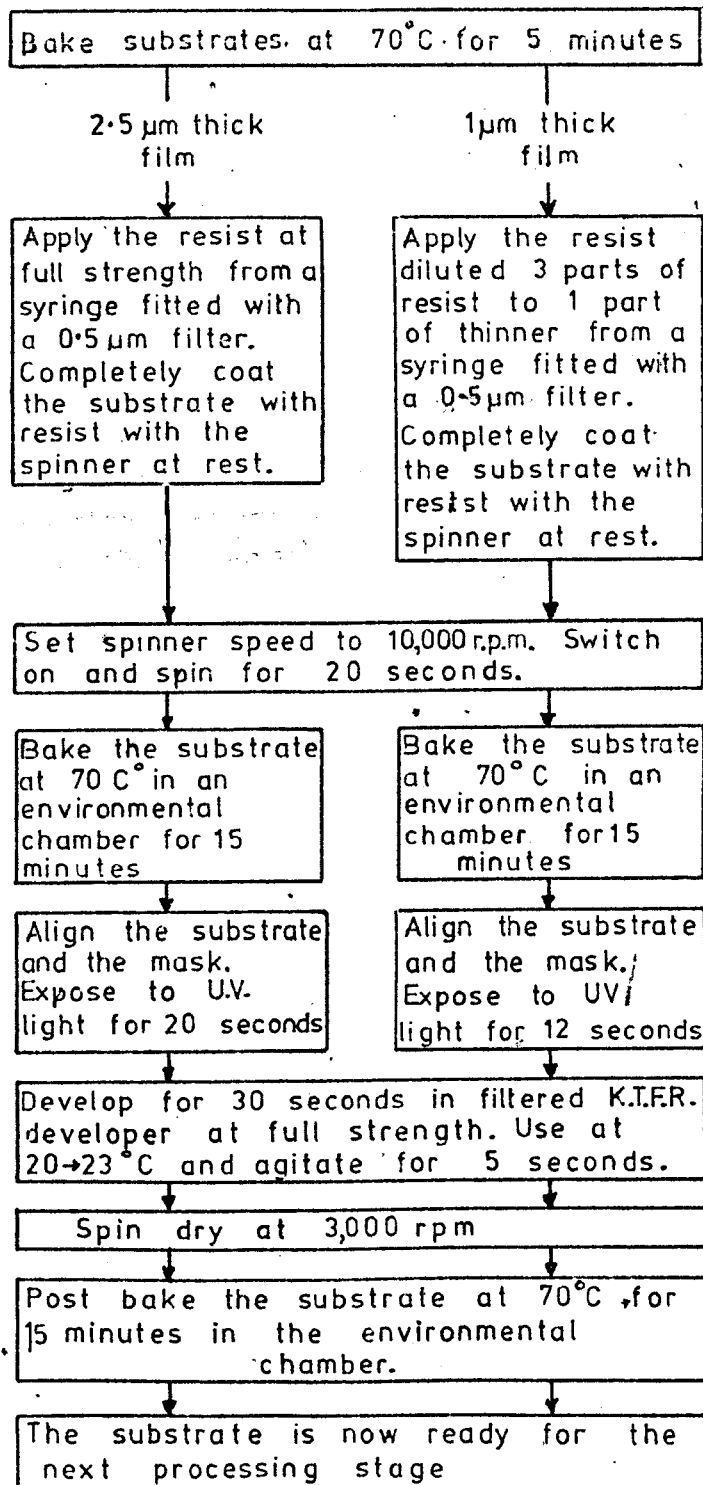 Bake substrates. at 70°C. for 5 minutes
2·5 µm thick
film
1µm thick
film
Apply the resist at
full strength from a
syringe fitted with
a 0·5 µm filter.
Completely coat
the substrate with
resist with the
spinner at rest.
Apply the resist
diluted 3 parts of
resist to 1 part
of thinner from a
syringe fitted with
a 0·5µm filter.
Completely coat
the substrate with
resist with the
spinner at rest.
Set spinner speed to 10,000 r.p.m. Switch
on and spin for 20 seconds.
Bake the substrate
at 70 C° in an
environmental
chamber for 15
minutes
Bake the substrate
at 70°C in an
environmental
chamber for 15
minutes
Align the substrate
and the mask.
Expose to U.V.
light for 20 seconds
Align the substrate
and the mask.
Expose to UV
light for 12 seconds
Develop for 30 seconds in filtered K.T.F.R.
developer at full strength. Use at
20→23°C and agitate for 5 seconds.
Spin dry at 3,000 rpm
Post bake the substrate at 70°C for
15 minutes in the environmental
chamber.
The substrate is now ready for the
next processing stage